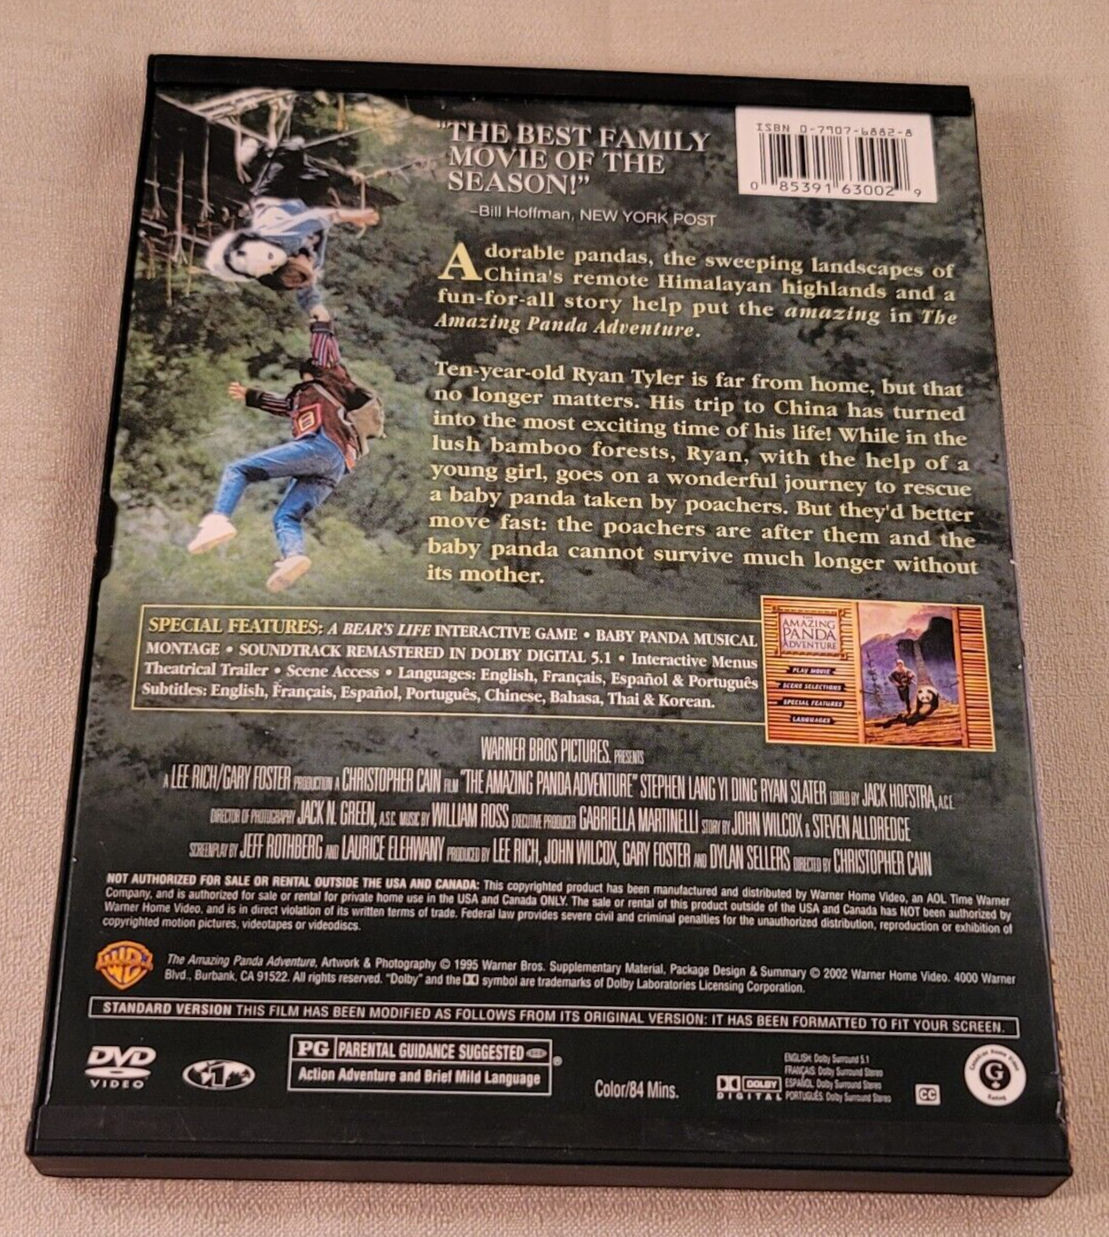 "THE BEST FAMILY
MOVIE OF THE
SEASON!"
–Bill Hoffman, NEW YORK POST
ISBN 0-7907-6882-8
0 85391 63002 9
Adorable pandas, the sweeping landscapes of
China's remote Himalayan highlands and a
fun-for-all story help put the amazing in The
Amazing Panda Adventure.
Ten-year-old Ryan Tyler is far from home, but that
no longer matters. His trip to China has turned
into the most exciting time of his life! While in the
lush bamboo forests, Ryan, with the help of a
young girl, goes on a wonderful journey to rescue
a baby panda taken by poachers. But they'd better
move fast: the poachers are after them and the
baby panda cannot survive much longer without
its mother.
SPECIAL FEATURES: A BEAR'S LIFE INTERACTIVE GAME • BABY PANDA MUSICAL
MONTAGE • SOUNDTRACK REMASTERED IN DOLBY DIGITAL 5.1 • Interactive Menus
Theatrical Trailer • Scene Access • Languages: English, Français, Español & Português
Subtitles: English, Français, Español, Português, Chinese, Bahasa, Thai & Korean.
AMAZING
PANDA
ADVENTURE
PLAY MOVIE
SCENE SELECTIONS
SPECIAL FEATURES
LANGUAGES
WARNER BROS PICTURES. PRESENTS
A LEE RICH/GARY FOSTER PRODUCTION A CHRISTOPHER CAIN FILM "THE AMAZING PANDA ADVENTURE" STEPHEN LANG YI DING RYAN SLATER EDITED BY JACK HOFSTRA, A.C.E.
DIRECTOR OF PHOTOGRAPHY JACK N. GREEN, A.S.C. MUSIC BY WILLIAM ROSS EXECUTIVE PRODUCER GABRIELLA MARTINELLI STORY BY JOHN WILCOX & STEVEN ALLDREDGE
SCREENPLAY BY JEFF ROTHBERG AND LAURICE ELEHWANY PRODUCED BY LEE RICH, JOHN WILCOX, GARY FOSTER AND DYLAN SELLERS DIRECTED BY CHRISTOPHER CAIN
NOT AUTHORIZED FOR SALE OR RENTAL OUTSIDE THE USA AND CANADA: This copyrighted product has been manufactured and distributed by Warner Home Video, an AOL Time Warner
Company, and is authorized for sale or rental for private home use in the USA and Canada ONLY. The sale or rental of this product outside of the USA and Canada has NOT been authorized by
Warner Home Video, and is in direct violation of its written terms of trade. Federal law provides severe civil and criminal penalties for the unauthorized distribution, reproduction or exhibition of
copyrighted motion pictures, videotapes or videodiscs.
The Amazing Panda Adventure, Artwork & Photography © 1995 Warner Bros. Supplementary Material, Package Design & Summary © 2002 Warner Home Video. 4000 Warner
Blvd., Burbank, CA 91522. All rights reserved. "Dolby" and the symbol are trademarks of Dolby Laboratories Licensing Corporation.
STANDARD VERSION THIS FILM HAS BEEN MODIFIED AS FOLLOWS FROM ITS ORIGINAL VERSION: IT HAS BEEN FORMATTED TO FIT YOUR SCREEN.
DVD
VIDEO
1
PG PARENTAL GUIDANCE SUGGESTED ®
Action Adventure and Brief Mild Language
Color/84 Mins.
DOLBY
DIGITAL
ENGLISH: Dolby Surround 5.1
FRANÇAIS: Dolby Surround Stereo
ESPAÑOL: Dolby Surround Stereo
PORTUGUÊS: Dolby Surround Stereo
CC
Canadian Home Video
G